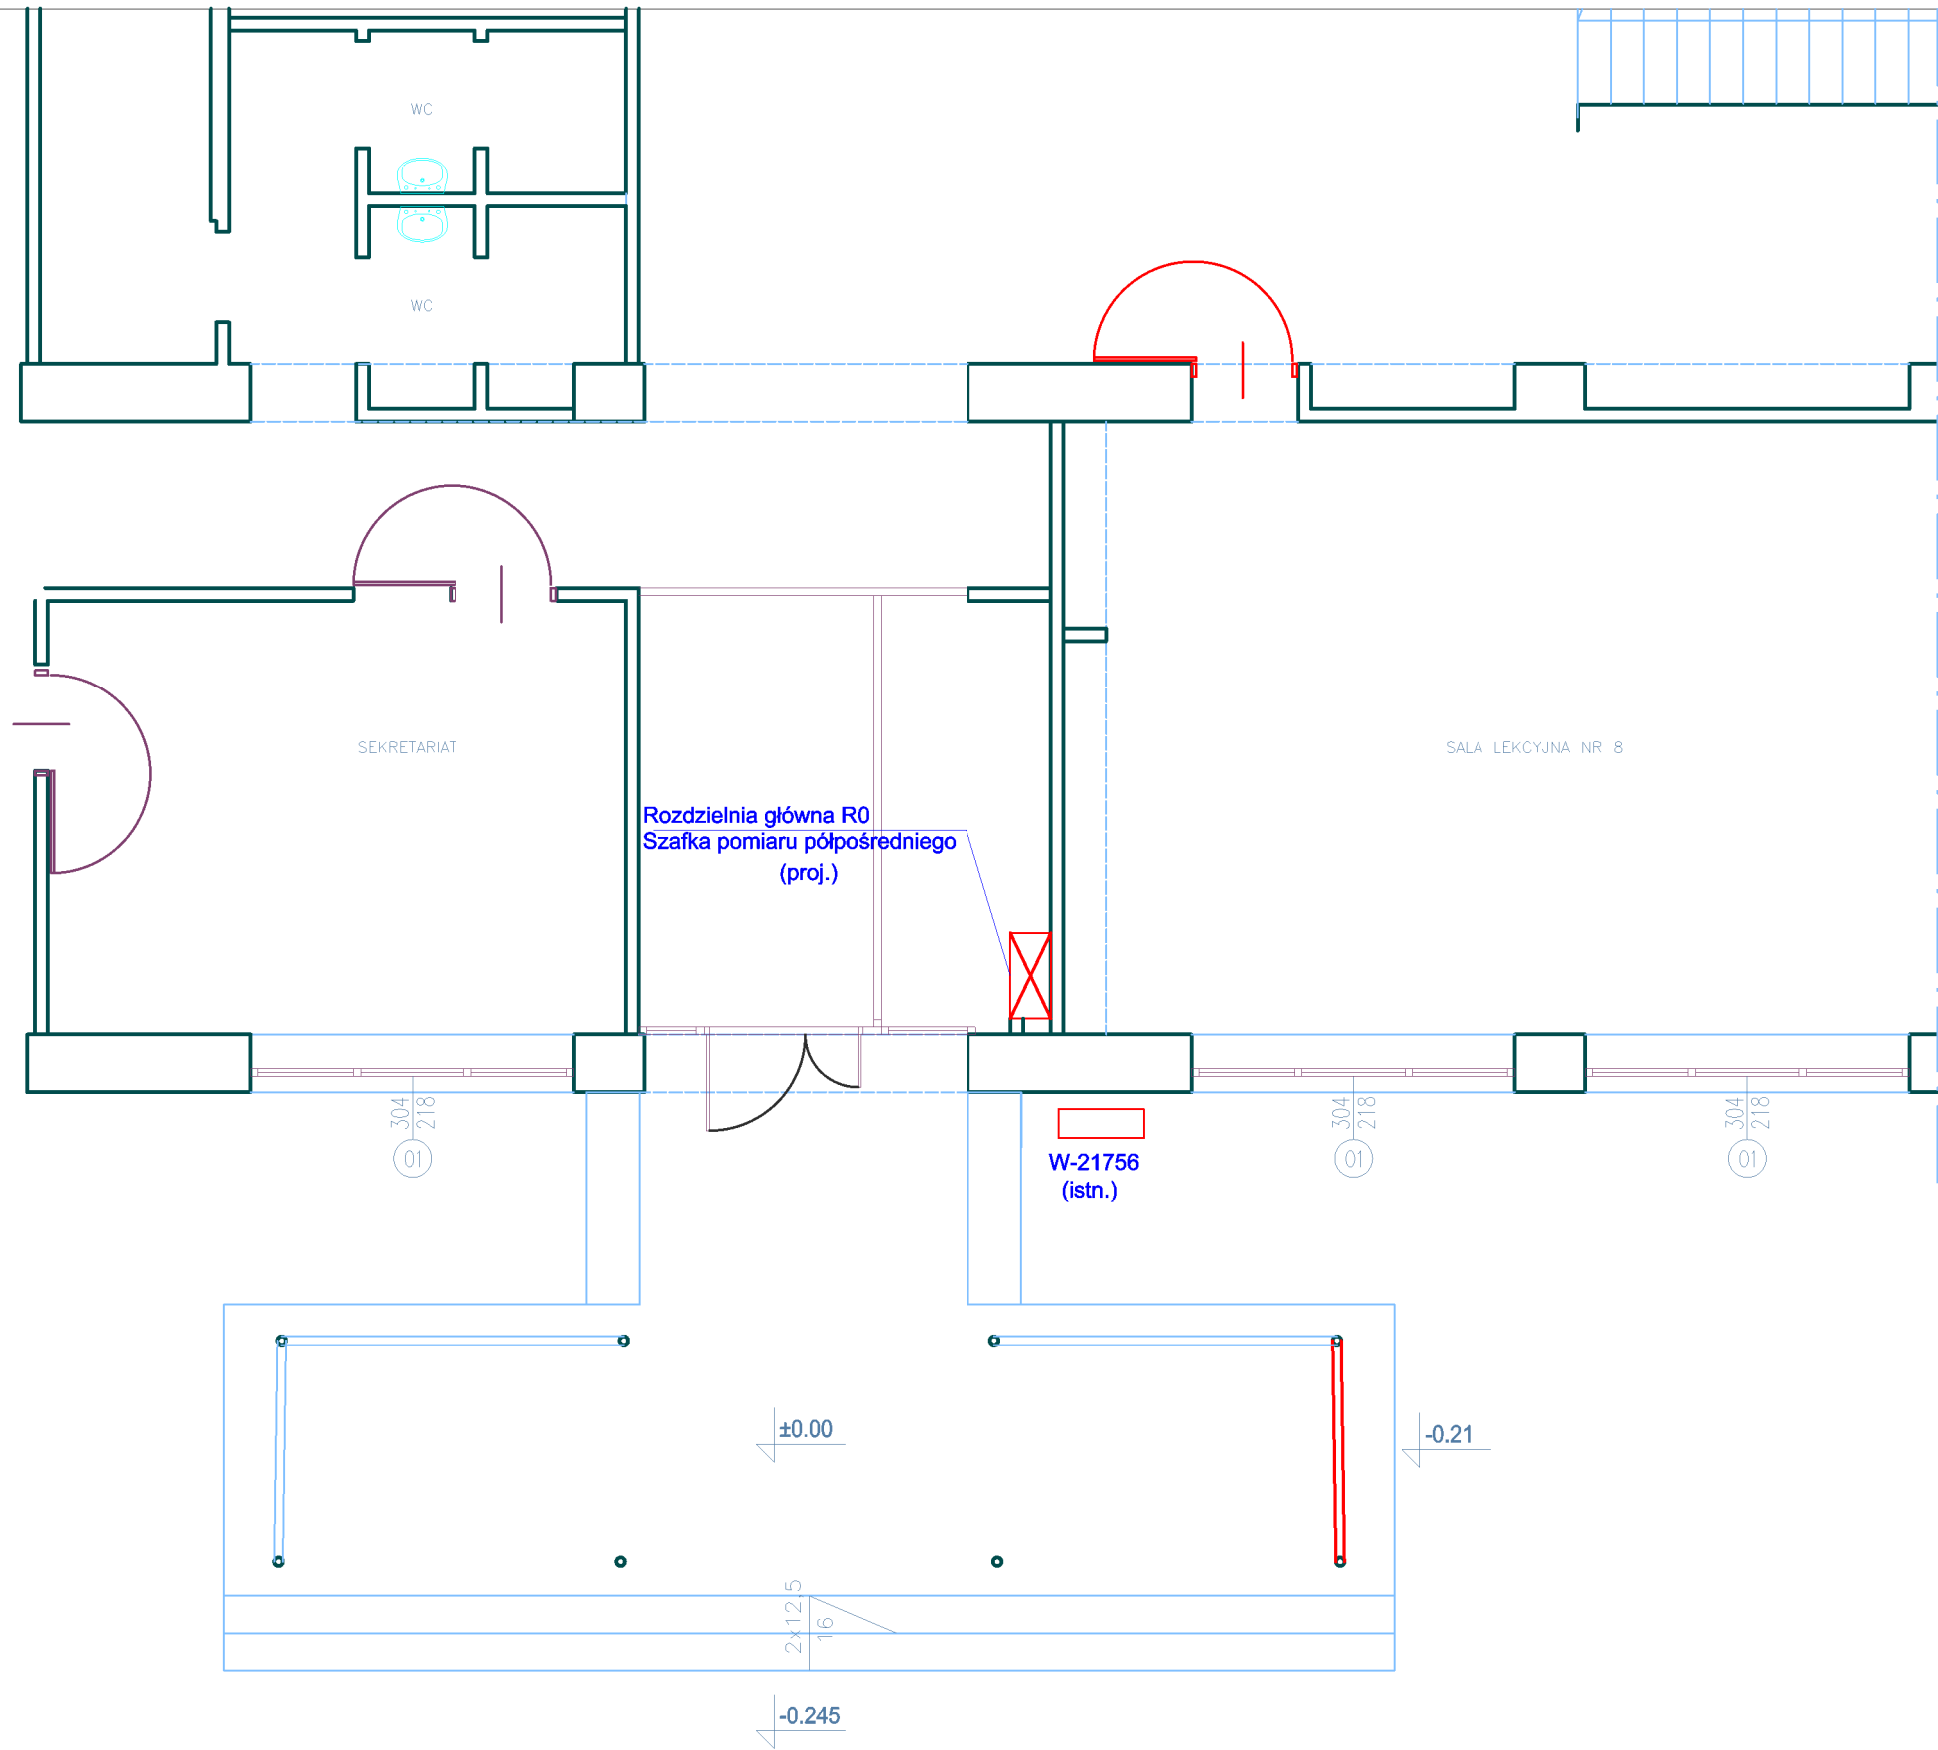 WC
WC
SEKRETARIAT
SALA LEKCYJNA NR 8
Rozdzielnia główna R0
Szafka pomiaru półpośredniego
(proj.)
304
218
01
W-21756
(istn.)
304
218
01
304
218
01
±0.00
-0.21
2x12,5
16
-0.245